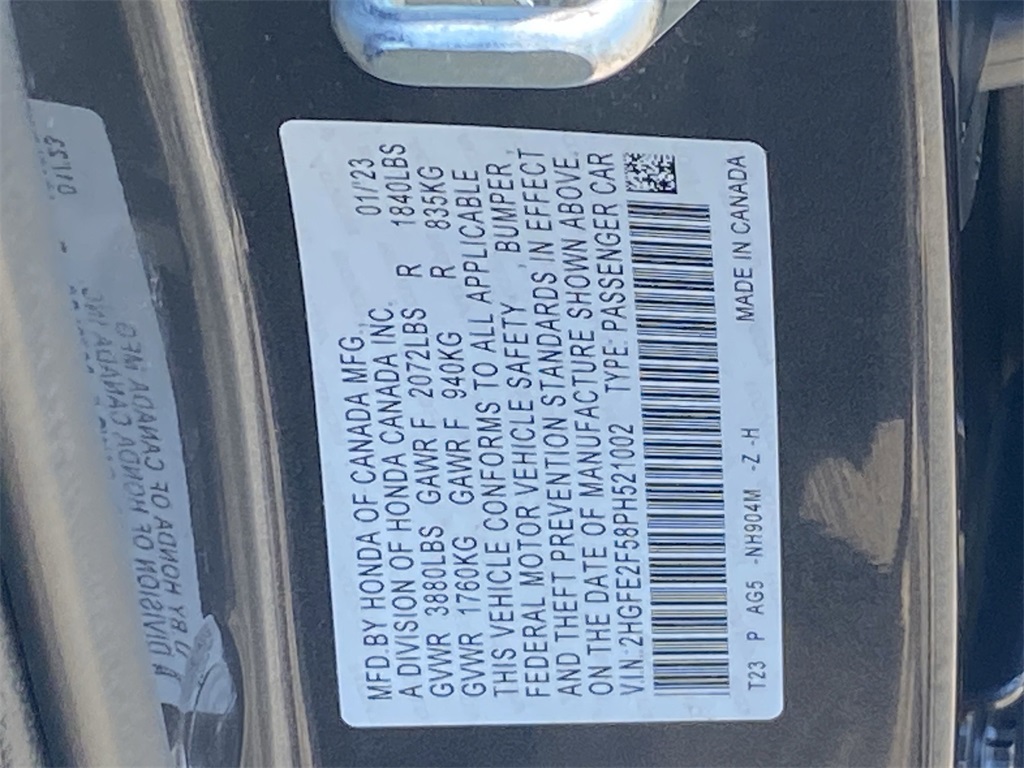 MFD. BY HONDA OF CANADA MFG., 01/'23
A DIVISION OF HONDA CANADA INC.
GVWR 3880LBS GAWR F 2072LBS R 1840LBS
GVWR 1760KG GAWR F 940KG R 835KG
THIS VEHICLE CONFORMS TO ALL APPLICABLE
FEDERAL MOTOR VEHICLE SAFETY, BUMPER,
AND THEFT PREVENTION STANDARDS IN EFFECT
ON THE DATE OF MANUFACTURE SHOWN ABOVE.
V.I.N. 2HGFE2F58PH521002 TYPE: PASSENGER CAR
T23 P AG5 -NH904M -Z -H MADE IN CANADA